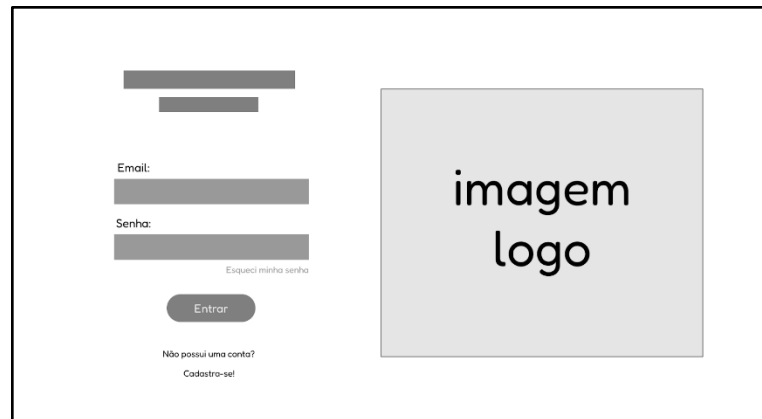 Email:
Senha:
Esqueci minha senha
Entrar
Não possui uma conta?
Cadastra-se!
imagem
logo